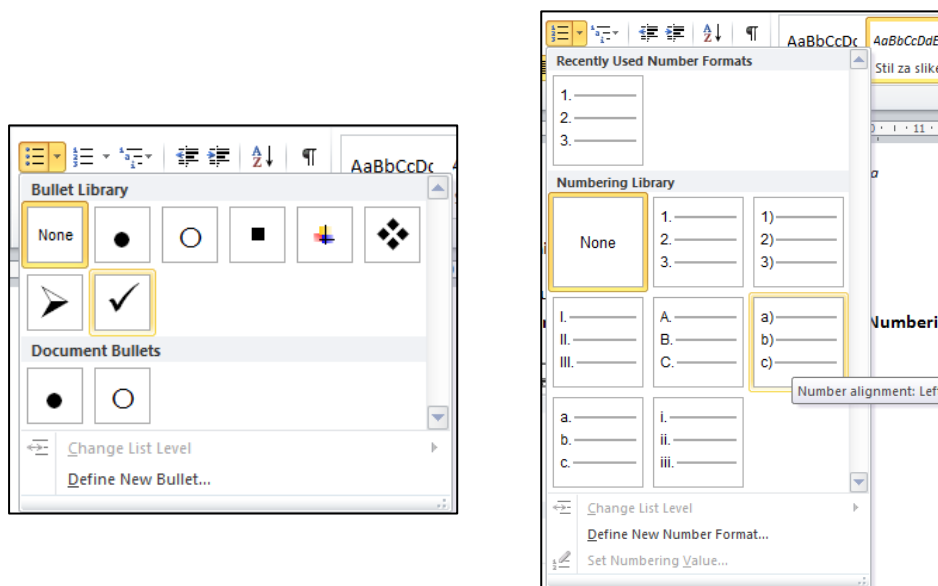 AaBbCcDc
Bullet Library
None
Document Bullets
Change List Level
Define New Bullet...
AaBbCcDc AaBbCcDdE
Stil za slike
Recently Used Number Formats
1.
2.
3.
11
a
Numbering Library
None
1.
2.
3.
1)
2)
3)
I.
II.
III.
A.
B.
C.
a)
b)
c)
Numberi
Number alignment: Left
a.
b.
c.
i.
ii.
iii.
Change List Level
Define New Number Format...
Set Numbering Value...